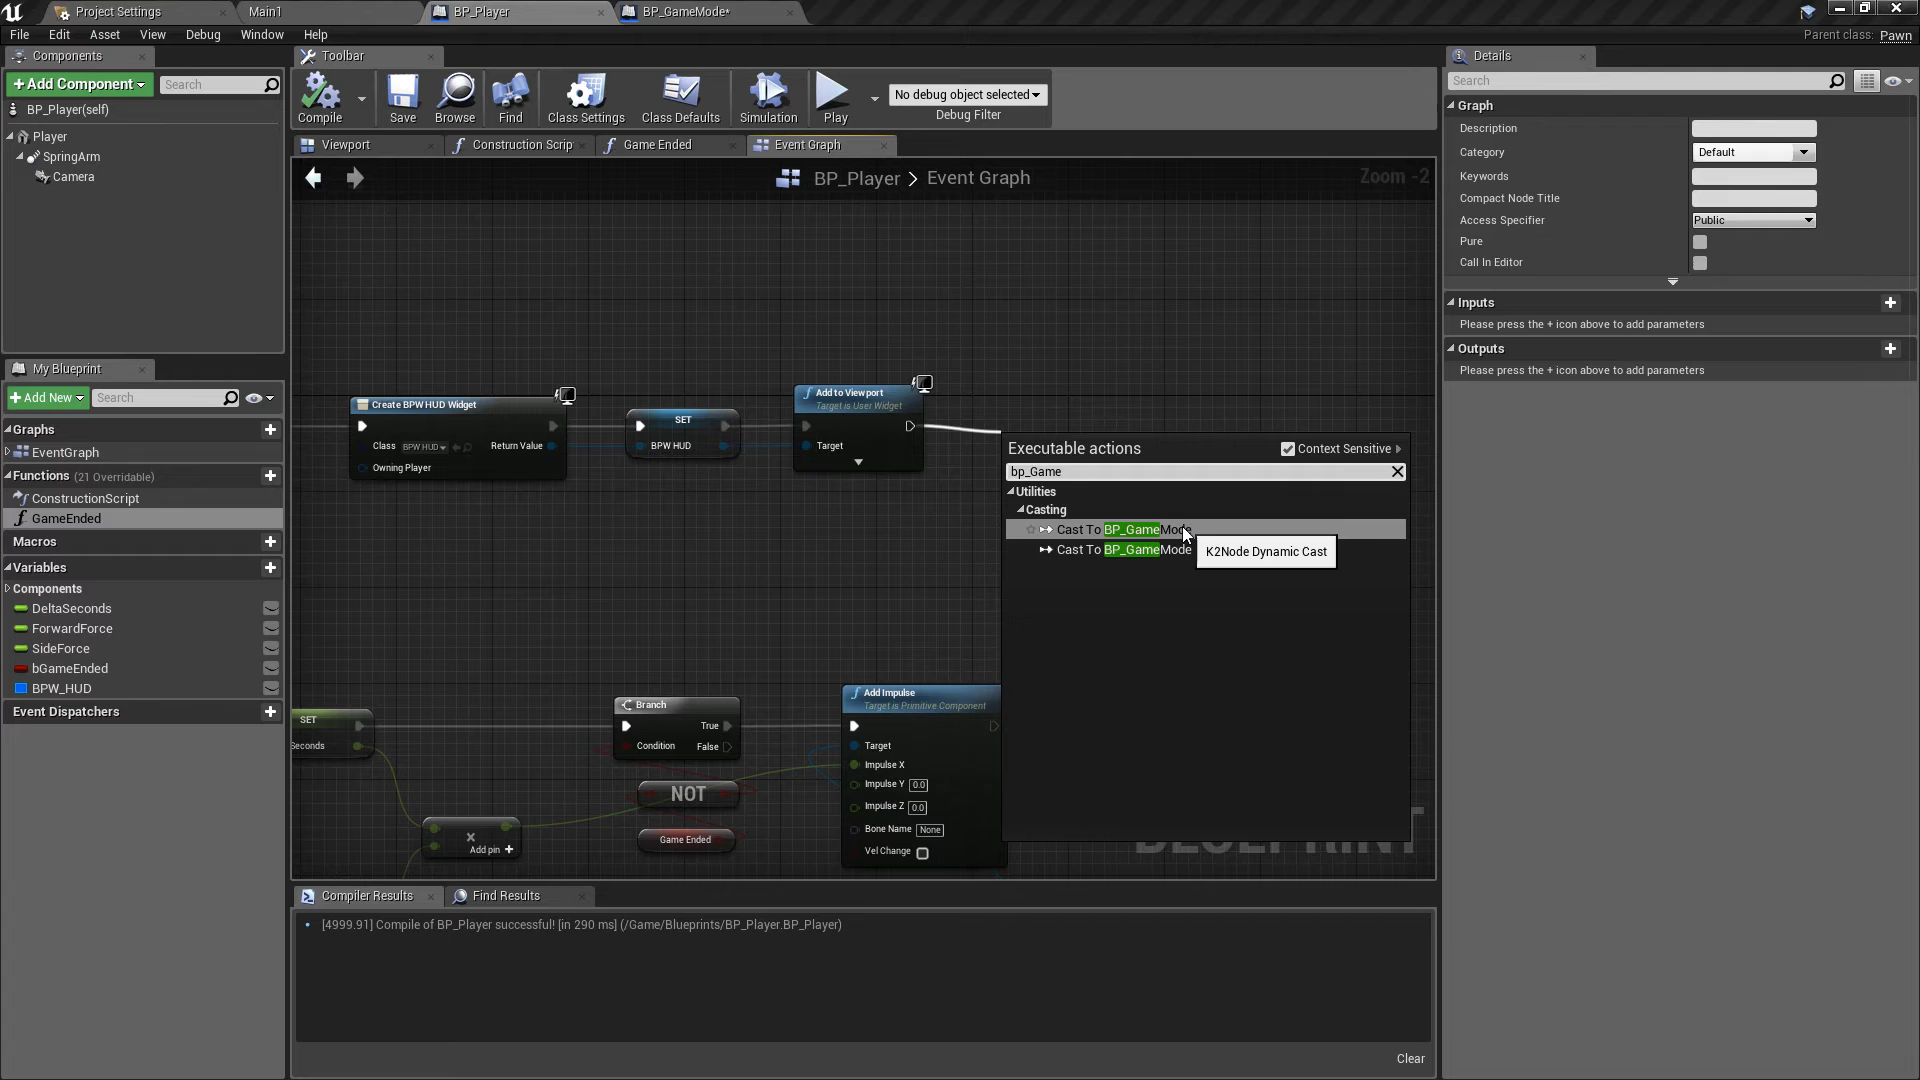 Project Settings
Main1
BP_Player
BP_GameMode*
File Edit Asset View Debug Window Help
Parent class: Pawn
Components
Toolbar
Details
+Add Component
Search
BP_Player(self)
Player
SpringArm
Camera
Compile
Save
Browse
Find
Class Settings
Class Defaults
Simulation
Play
No debug object selected
Debug Filter
Viewport
Construction Scrip
Game Ended
Event Graph
BP_Player > Event Graph
Zoom -2
Search
Graph
Description
Category Default
Keywords
Compact Node Title
Access Specifier Public
Pure
Call In Editor
Inputs
Please press the + icon above to add parameters
Outputs
Please press the + icon above to add parameters
My Blueprint
+Add New
Search
Graphs
EventGraph
Functions (21 Overridable)
ConstructionScript
GameEnded
Macros
Variables
Components
DeltaSeconds
ForwardForce
SideForce
bGameEnded
BPW_HUD
Event Dispatchers
Create BPW HUD Widget
Class BPW HUD Return Value
Owning Player
SET
BPW HUD
Add to Viewport
Target is User Widget
Target
Executable actions
Context Sensitive
bp_Game
Utilities
Casting
Cast To BP_GameMode
Cast To BP_GameMode
K2Node Dynamic Cast
SET
Seconds
Branch
True
Condition False
NOT
Game Ended
Add pin +
Add Impulse
Target is Primitive Component
Target
Impulse X
Impulse Y 0.0
Impulse Z 0.0
Bone Name None
Vel Change
BLUEPRINT
Compiler Results
Find Results
[4999.91] Compile of BP_Player successful! [in 290 ms] (/Game/Blueprints/BP_Player.BP_Player)
Clear